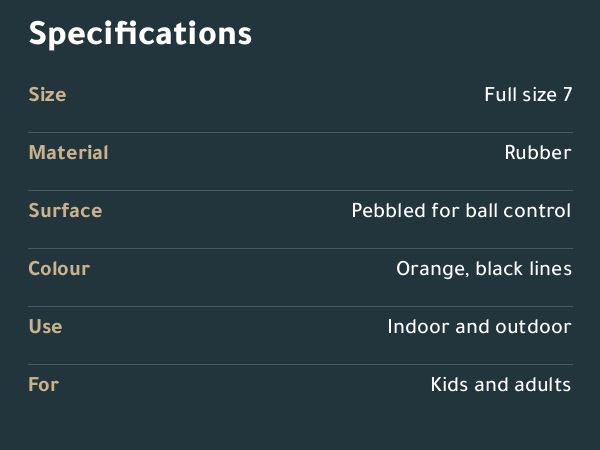 Specifications
Size Full size 7
Material Rubber
Surface Pebbled for ball control
Colour Orange, black lines
Use Indoor and outdoor
For Kids and adults